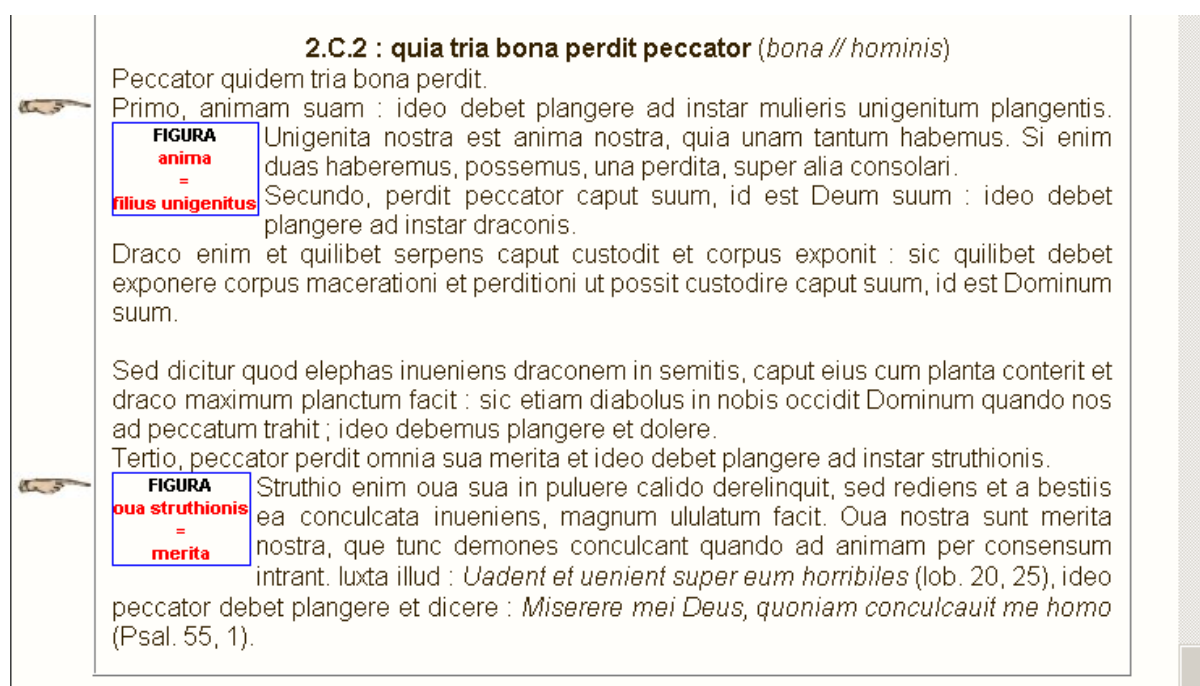 2.C.2 : quia tria bona perdit peccator (bona // hominis)
Peccator quidem tria bona perdit.
Primo, animam suam : ideo debet plangere ad instar mulieris unigenitum plangentis.
FIGURA
anima
=
filius unigenitus
Unigenita nostra est anima nostra, quia unam tantum habemus. Si enim
duas haberemus, possemus, una perdita, super alia consolari.
Secundo, perdit peccator caput suum, id est Deum suum : ideo debet
plangere ad instar draconis.
Draco enim et quilibet serpens caput custodit et corpus exponit : sic quilibet debet
exponere corpus macerationi et perditioni ut possit custodire caput suum, id est Dominum
suum.
Sed dicitur quod elephas inueniens draconem in semitis, caput eius cum planta conterit et
draco maximum planctum facit : sic etiam diabolus in nobis occidit Dominum quando nos
ad peccatum trahit ; ideo debemus plangere et dolere.
Tertio, peccator perdit omnia sua merita et ideo debet plangere ad instar struthionis.
FIGURA
oua struthionis
=
merita
Struthio enim oua sua in puluere calido derelinquit, sed rediens et a bestiis
ea conculcata inueniens, magnum ululatum facit. Oua nostra sunt merita
nostra, que tunc demones conculcant quando ad animam per consensum
intrant. Iuxta illud : Uadent et uenient super eum horribiles (Iob. 20, 25), ideo
peccator debet plangere et dicere : Miserere mei Deus, quoniam conculcauit me homo
(Psal. 55, 1).